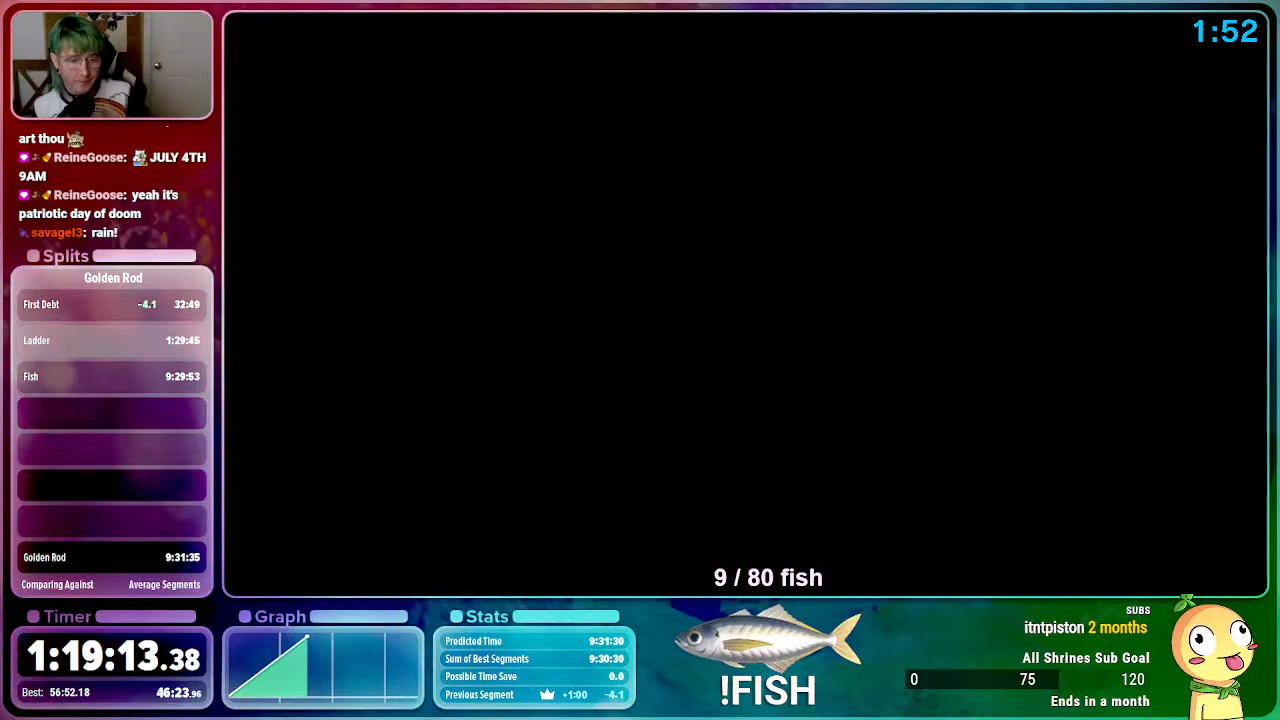 1:52
art thou
ReineGoose: JULY 4TH
9AM
ReineGoose: yeah it's
patriotic day of doom
savagel3: rain!
Splits
Golden Rod
First Debt -4.1 32:49
Ladder 1:29:45
Fish 9:29:53
Golden Rod 9:31:35
Comparing Against Average Segments
9 / 80 fish
Timer
1:19:13.38
Best: 56:52.18 46:23.96
Graph
Stats
Predicted Time 9:31:30
Sum of Best Segments 9:30:30
Possible Time Save 0.0
Previous Segment +1:00 -4.1
!FISH
SUBS
itntpiston 2 months
All Shrines Sub Goal
0 75 120
Ends in a month